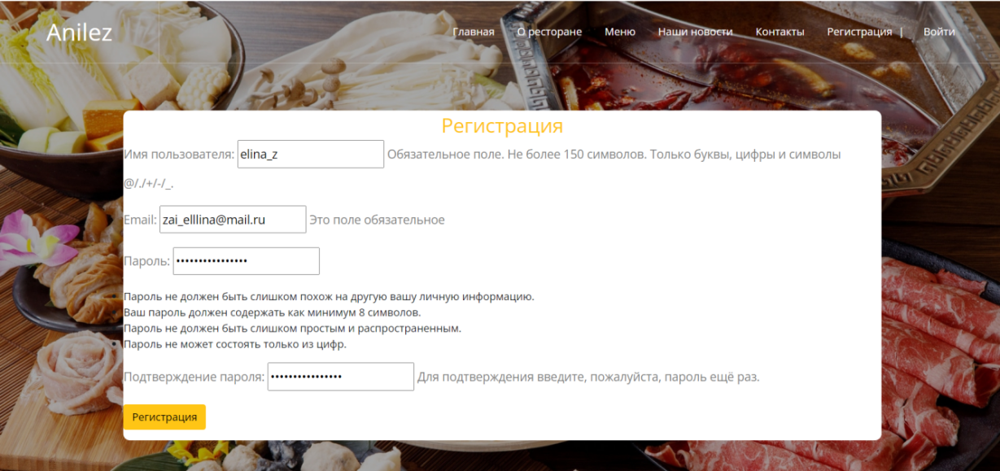 Anilez
Главная О ресторане Меню Наши новости Контакты Регистрация | Войти
Регистрация
Имя пользователя: elina_z Обязательное поле. Не более 150 символов. Только буквы, цифры и символы
@/./+/-/_.
Email: zai_elllina@mail.ru Это поле обязательное
Пароль: ••••••••••••••••
Пароль не должен быть слишком похож на другую вашу личную информацию.
Ваш пароль должен содержать как минимум 8 символов.
Пароль не должен быть слишком простым и распространенным.
Пароль не может состоять только из цифр.
Подтверждение пароля: •••••••••••••••• Для подтверждения введите, пожалуйста, пароль ещё раз.
Регистрация